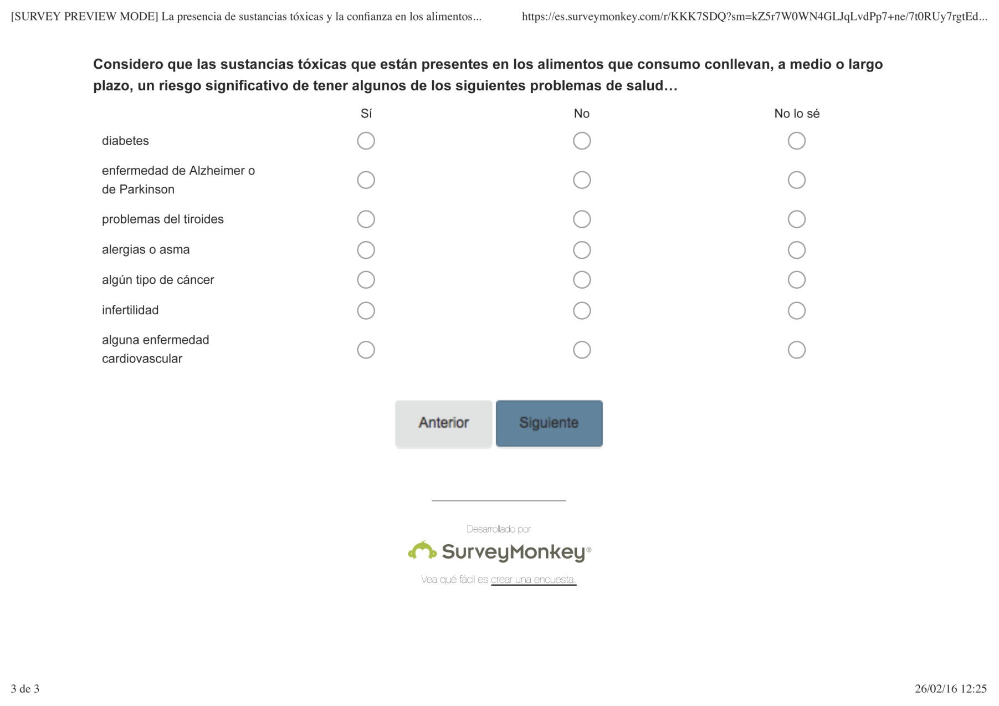 [SURVEY PREVIEW MODE] La presencia de sustancias tóxicas y la confianza en los alimentos... https://es.surveymonkey.com/r/KKK7SDQ?sm=kZ5r7W0WN4GLJqLvdPp7+ne/7t0RUy7rgtEd...
Considero que las sustancias tóxicas que están presentes en los alimentos que consumo conllevan, a medio o largo
plazo, un riesgo significativo de tener algunos de los siguientes problemas de salud…
Sí No No lo sé
diabetes
enfermedad de Alzheimer o
de Parkinson
problemas del tiroides
alergias o asma
algún tipo de cáncer
infertilidad
alguna enfermedad
cardiovascular
Anterior Siguiente
Desarrollado por
SurveyMonkey®
Vea qué fácil es crear una encuesta.
3 de 3 26/02/16 12:25